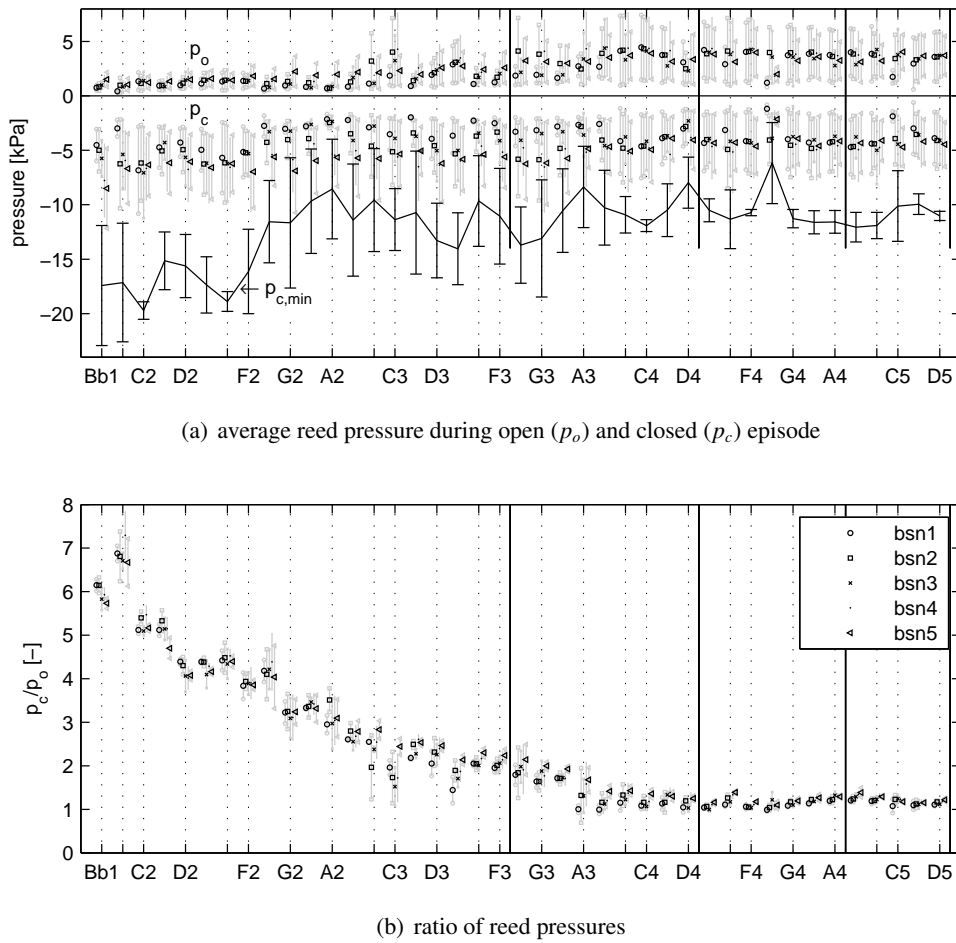 5
0
−5
−10
−15
−20
pressure [kPa]
p_o
p_c
p_c,min
Bb1 C2 D2 F2 G2 A2 C3 D3 F3 G3 A3 C4 D4 F4 G4 A4 C5 D5
(a) average reed pressure during open (p_o) and closed (p_c) episode
8
7
6
5
4
3
2
1
0
p_c/p_o [−]
bsn1
bsn2
bsn3
bsn4
bsn5
Bb1 C2 D2 F2 G2 A2 C3 D3 F3 G3 A3 C4 D4 F4 G4 A4 C5 D5
(b) ratio of reed pressures